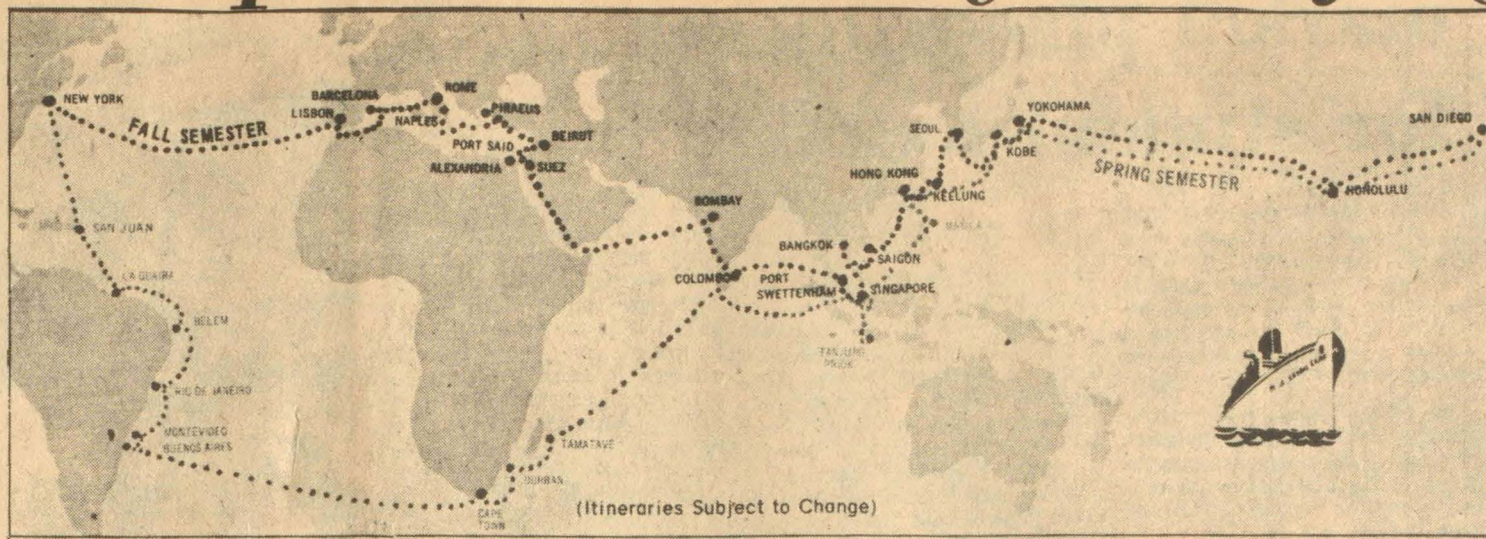 NEW YORK
FALL SEMESTER
LISBON
BARCELONA
NAPLES
ROME
PIRAEUS
BEIRUT
PORT SAID
ALEXANDRIA
SUEZ
BOMBAY
COLOMBO
PORT
SWETTENHAM
BANGKOK
SAIGON
SINGAPORE
HONG KONG
KEELUNG
MANILA
SEOUL
KOBE
YOKOHAMA
SPRING SEMESTER
HONOLULU
SAN DIEGO
SAN JUAN
LA GUAIRA
BELEM
RIO DE JANEIRO
MONTEVIDEO
BUENOS AIRES
CAPE
TOWN
DURBAN
TAMATAVE
TANJUNG
PRIOK
(Itineraries Subject to Change)